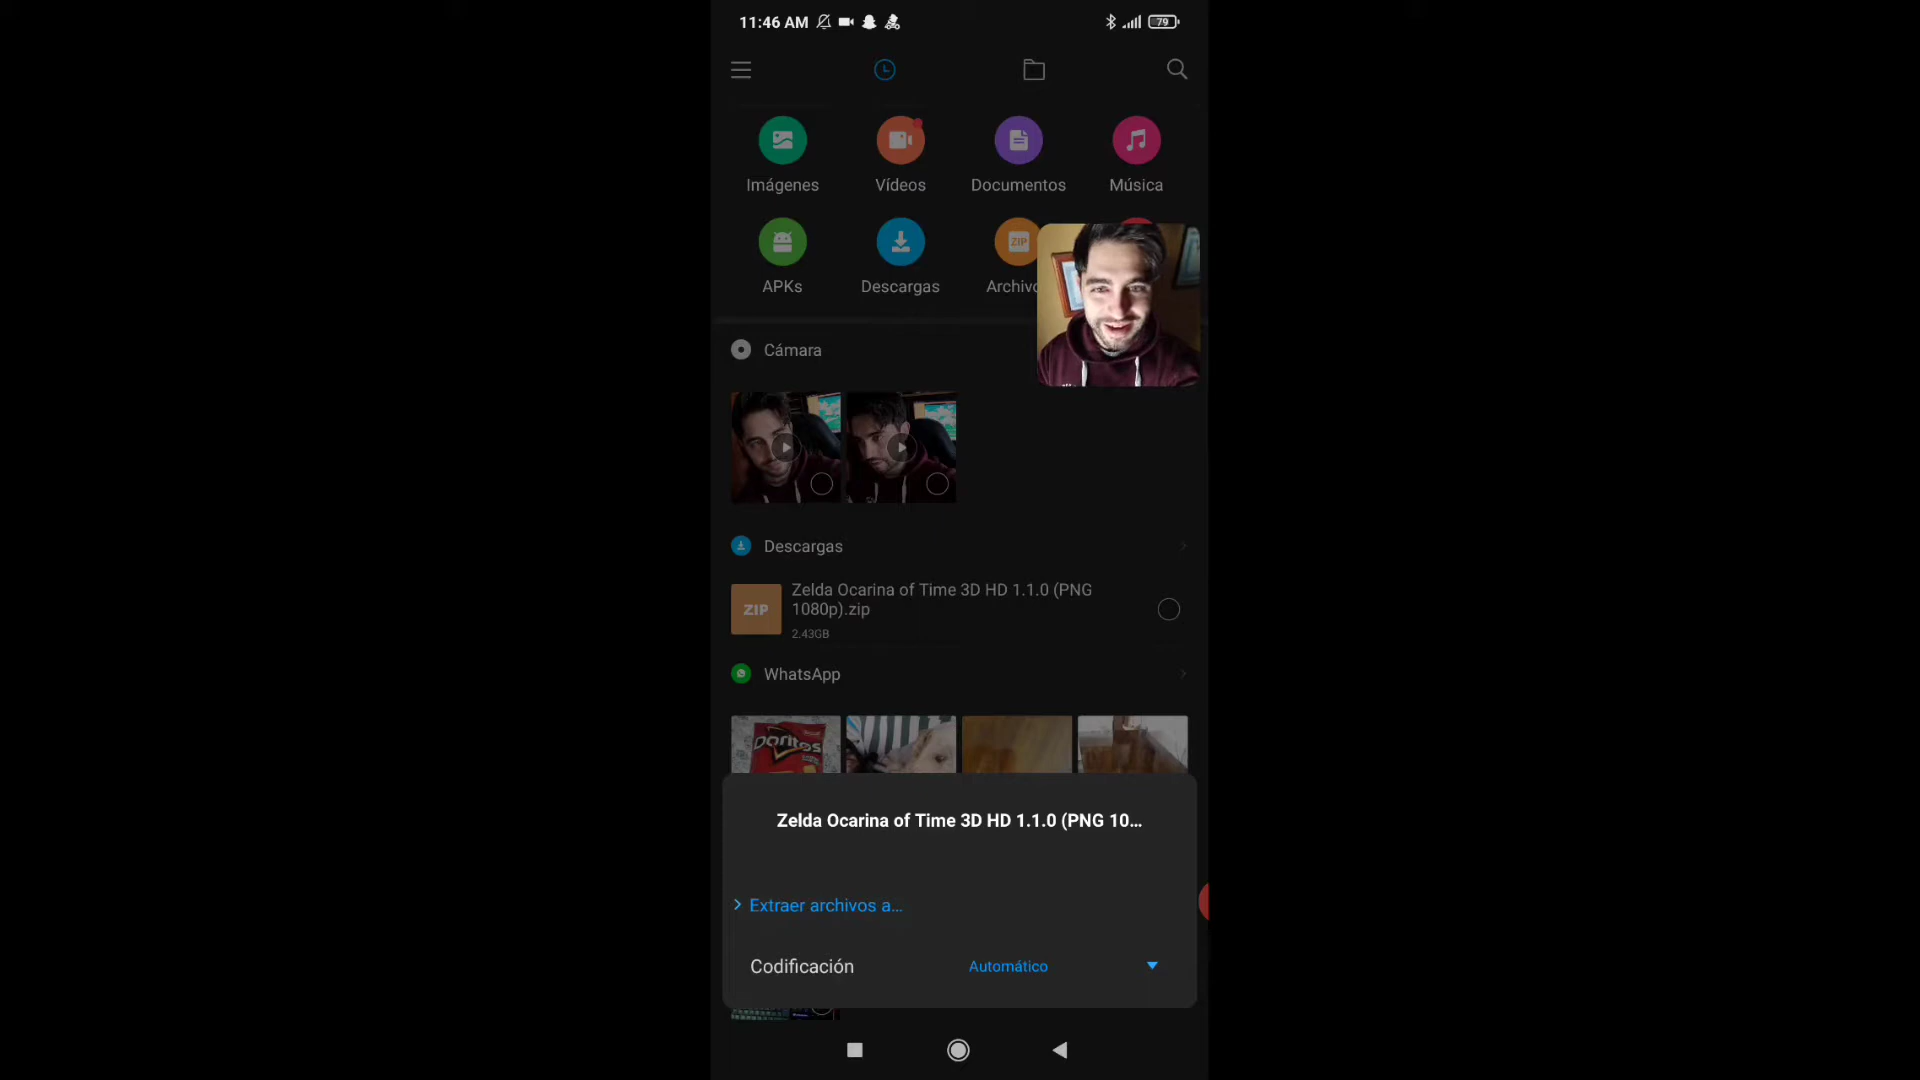 11:46 AM
79
Imágenes
Vídeos
Documentos
Música
ZIP
APKs
Descargas
Archivo
Cámara
Descargas
ZIP
Zelda Ocarina of Time 3D HD 1.1.0 (PNG
1080p).zip
2.43GB
WhatsApp
Doritos
Zelda Ocarina of Time 3D HD 1.1.0 (PNG 10...
Extraer archivos a...
Codificación
Automático